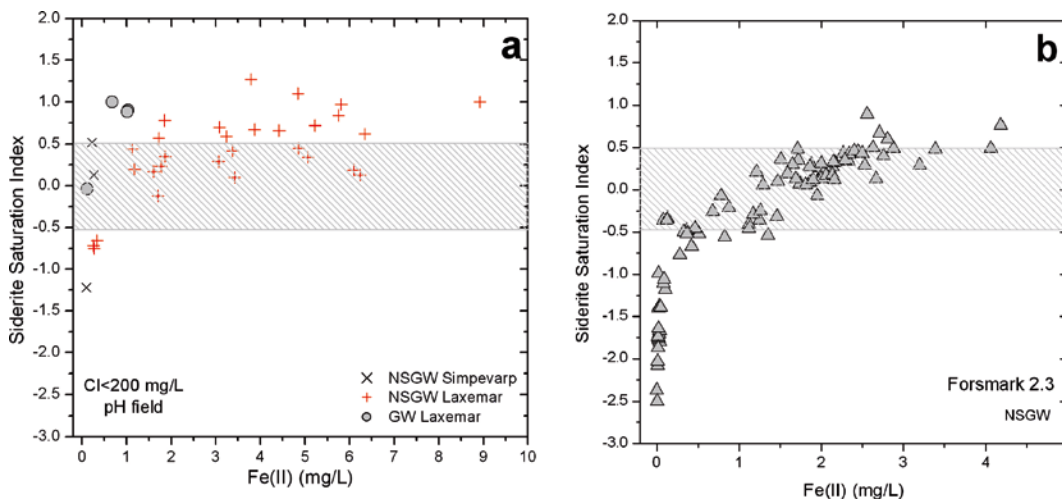 a
2.0
1.5
1.0
0.5
0.0
-0.5
-1.0
-1.5
-2.0
-2.5
-3.0
Siderite Saturation Index
Cl<200 mg/L
pH field
NSGW Simpevarp
NSGW Laxemar
GW Laxemar
0 1 2 3 4 5 6 7 8 9 10
Fe(II) (mg/L)
b
2.0
1.5
1.0
0.5
0.0
-0.5
-1.0
-1.5
-2.0
-2.5
-3.0
Siderite Saturation Index
Forsmark 2.3
NSGW
0 1 2 3 4
Fe(II) (mg/L)